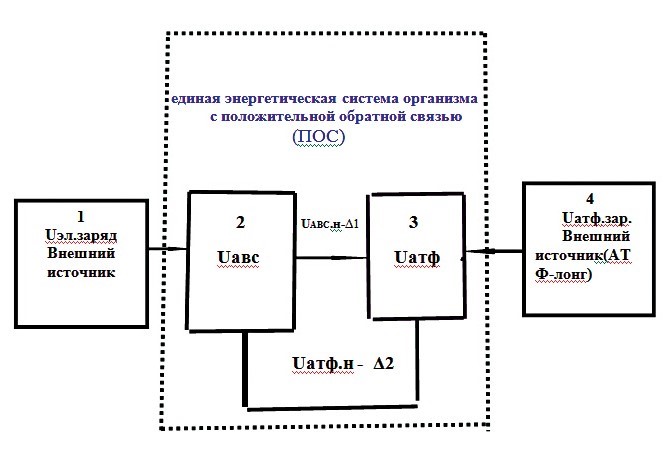 единая энергетическая система организма
с положительной обратной связью
(ПОС)
1
Uэл.заряд
Внешний
источник
2
Uавс
UАВС.н-Δ1
3
Uатф
4
Uатф.зар.
Внешний
источник(АТ
Ф-лонг)
Uатф.н - Δ2